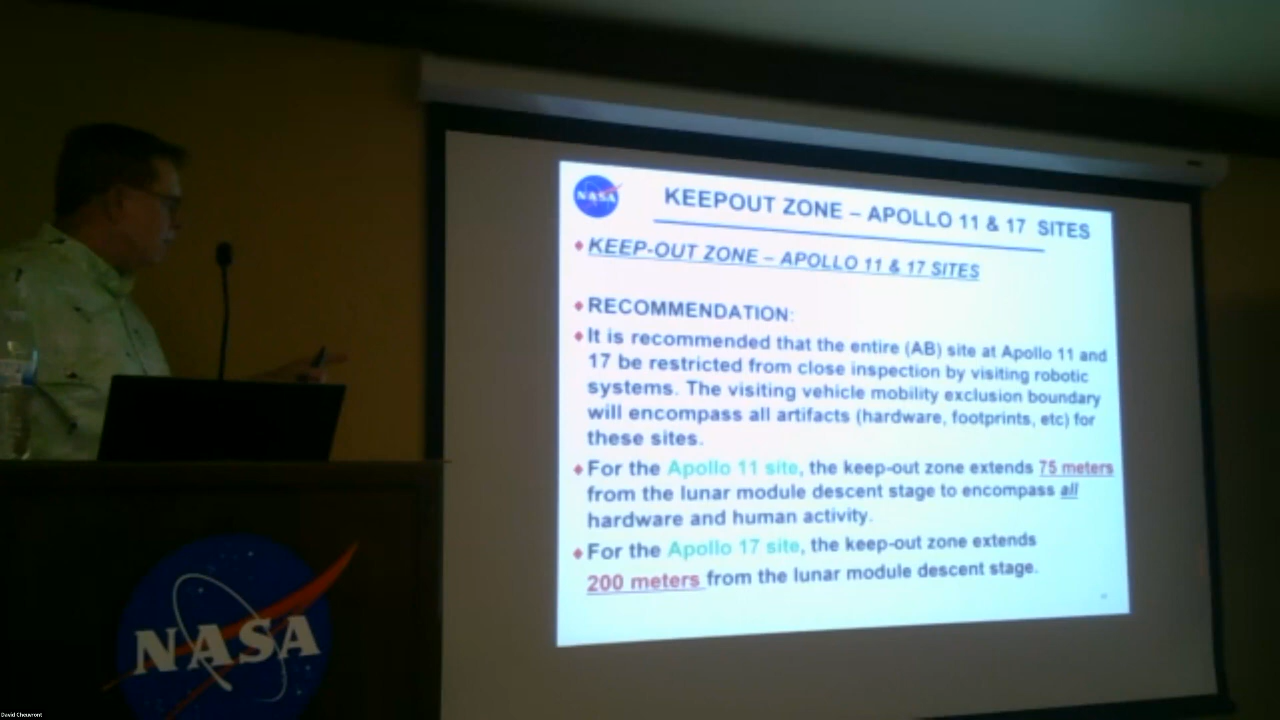 NASA
KEEPOUT ZONE – APOLLO 11 & 17 SITES
KEEP-OUT ZONE – APOLLO 11 & 17 SITES
RECOMMENDATION:
It is recommended that the entire (AB) site at Apollo 11 and
17 be restricted from close inspection by visiting robotic
systems. The visiting vehicle mobility exclusion boundary
will encompass all artifacts (hardware, footprints, etc) for
these sites.
For the Apollo 11 site, the keep-out zone extends 75 meters
from the lunar module descent stage to encompass all
hardware and human activity.
For the Apollo 17 site, the keep-out zone extends
200 meters from the lunar module descent stage.
NASA
David Cheuvront